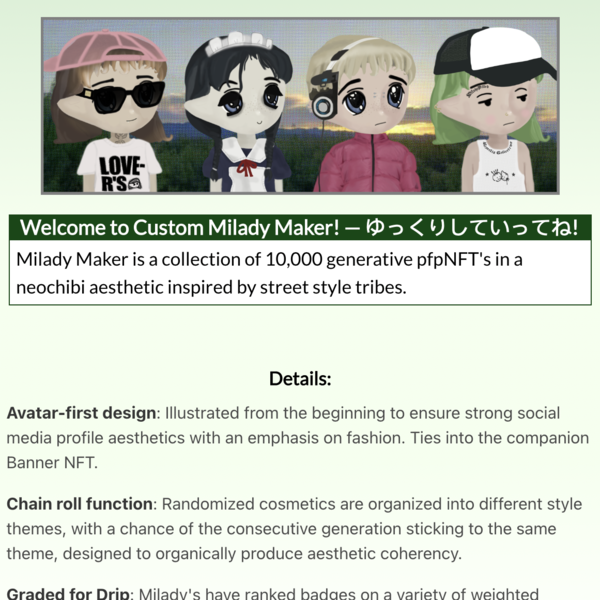 LOVE-
R'S
Welcome to Custom Milady Maker! — ゆっくりしていってね!
Milady Maker is a collection of 10,000 generative pfpNFT's in a
neochibi aesthetic inspired by street style tribes.
Details:
Avatar-first design: Illustrated from the beginning to ensure strong social
media profile aesthetics with an emphasis on fashion. Ties into the companion
Banner NFT.
Chain roll function: Randomized cosmetics are organized into different style
themes, with a chance of the consecutive generation sticking to the same
theme, designed to organically produce aesthetic coherency.
Graded for Drip: Milady's have ranked badges on a variety of weighted